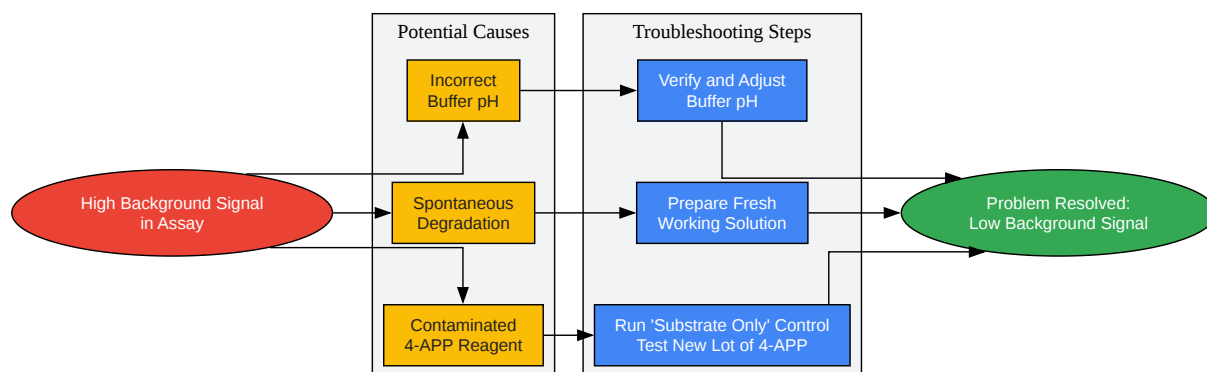 Potential Causes
Troubleshooting Steps
Incorrect
Buffer pH
Verify and Adjust
Buffer pH
High Background Signal
in Assay
Spontaneous
Degradation
Prepare Fresh
Working Solution
Problem Resolved:
Low Background Signal
Contaminated
4-APP Reagent
Run 'Substrate Only' Control
Test New Lot of 4-APP